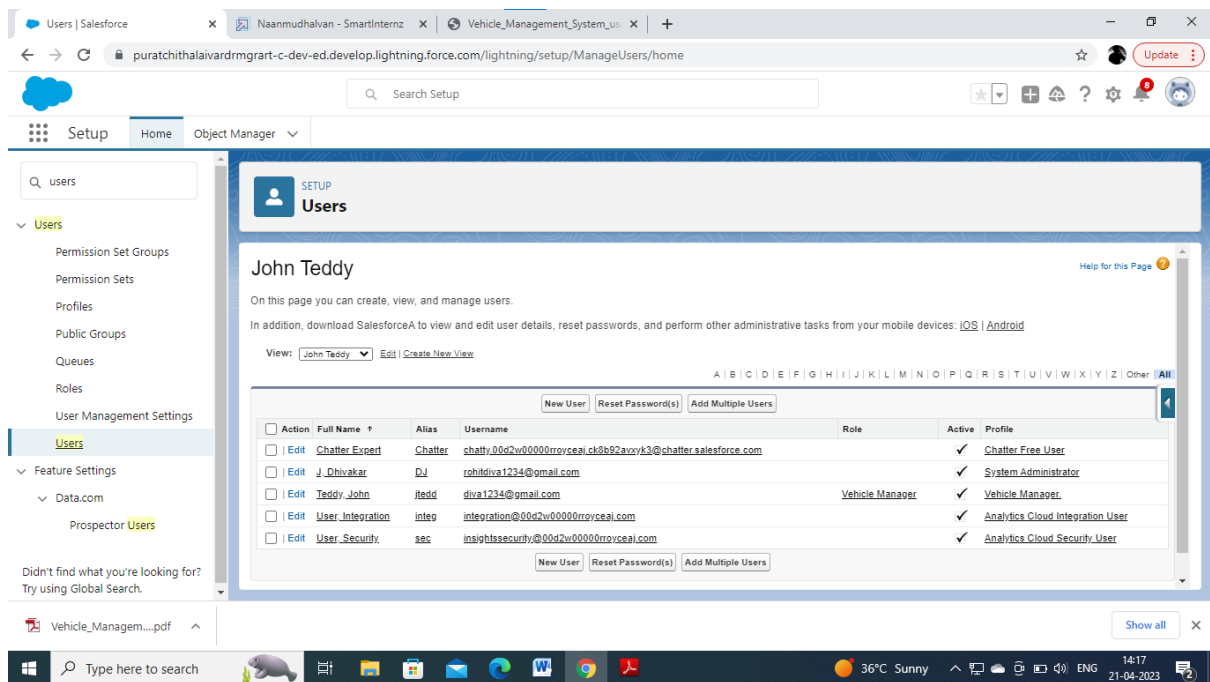 Users | Salesforce
Naanmudhalvan - SmartInternz
Vehicle_Management_System_us
puratchithalaivardrmgrart-c-dev-ed.develop.lightning.force.com/lightning/setup/ManageUsers/home
Update
Search Setup
8
Setup
Home
Object Manager
users
Users
Permission Set Groups
Permission Sets
Profiles
Public Groups
Queues
Roles
User Management Settings
Users
Feature Settings
Data.com
Prospector Users
Didn't find what you're looking for?
Try using Global Search.
SETUP
Users
John Teddy
Help for this Page ?
On this page you can create, view, and manage users.
In addition, download SalesforceA to view and edit user details, reset passwords, and perform other administrative tasks from your mobile devices: iOS | Android
View: John Teddy Edit | Create New View
A | B | C | D | E | F | G | H | I | J | K | L | M | N | O | P | Q | R | S | T | U | V | W | X | Y | Z | Other All
New User Reset Password(s) Add Multiple Users
Action Full Name ↑ Alias Username Role Active Profile
| Edit Chatter Expert Chatter chatty.00d2w00000rroyceaj.ck8b92avxyk3@chatter.salesforce.com ✓ Chatter Free User
| Edit J, Dhivakar DJ rohitdiva1234@gmail.com ✓ System Administrator
| Edit Teddy, John jtedd diva1234@gmail.com Vehicle Manager ✓ Vehicle Manager.
| Edit User, Integration integ integration@00d2w00000rroyceaj.com ✓ Analytics Cloud Integration User
| Edit User, Security sec insightssecurity@00d2w00000rroyceaj.com ✓ Analytics Cloud Security User
New User Reset Password(s) Add Multiple Users
Vehicle_Managem....pdf
Show all
Type here to search
36°C Sunny
ENG
14:17
21-04-2023
2